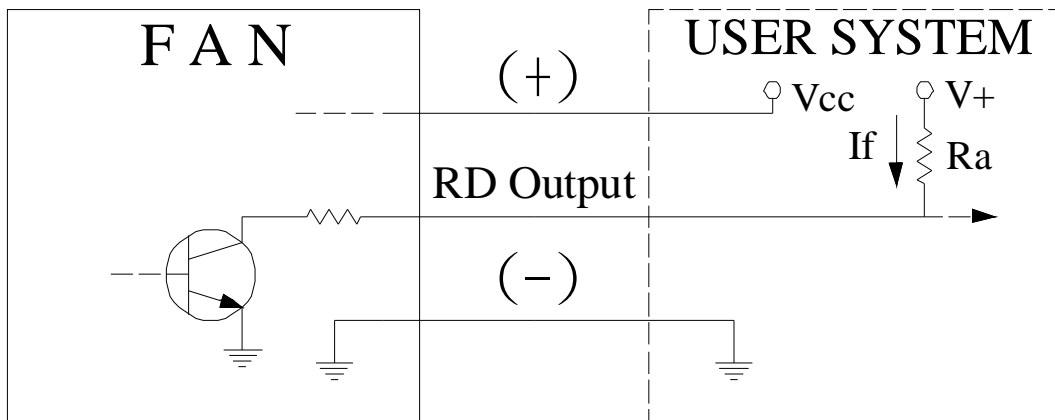 F A N
USER SYSTEM
(+)
Vcc
V+
If
Ra
RD Output
(-)